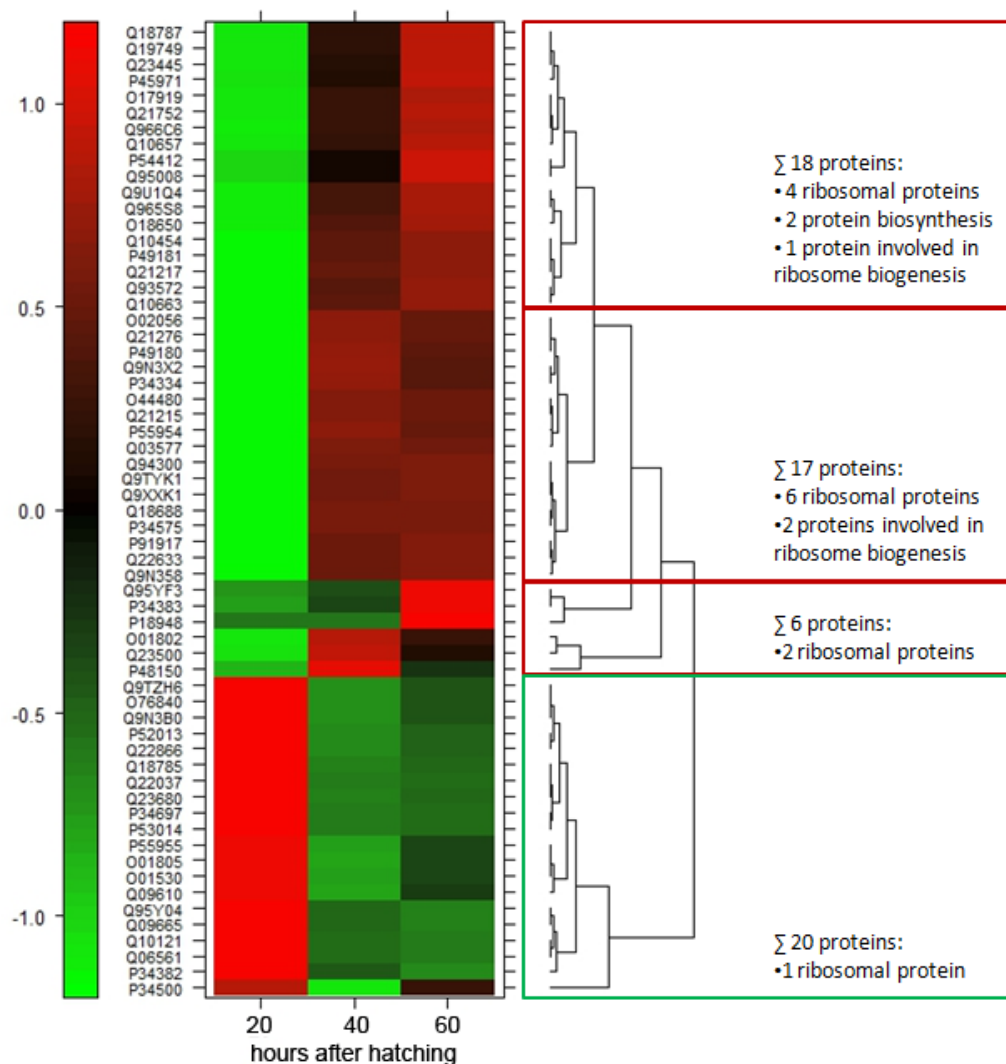 1.0
0.5
0.0
-0.5
-1.0
Q18787
Q19749
Q23445
P45971
O17919
Q21752
Q966C6
Q10657
P54412
Q95008
Q9U1Q4
Q965S8
O18650
Q10454
P49181
Q21217
Q93572
Q10663
O02056
Q21276
P49180
Q9N3X2
P34334
O44480
Q21215
P55954
Q03577
Q94300
Q9TYK1
Q9XXK1
Q18688
P34575
P91917
Q22633
Q9N358
Q95YF3
P34383
P18948
O01802
Q23500
P48150
Q9TZH6
O76840
Q9N3B0
P52013
Q22866
Q18785
Q22037
Q23680
P34697
P53014
P55955
O01805
O01530
Q09610
Q95Y04
Q09665
Q10121
Q06561
P34382
P34500
20 40 60
hours after hatching
∑ 18 proteins:
•4 ribosomal proteins
•2 protein biosynthesis
•1 protein involved in
ribosome biogenesis
∑ 17 proteins:
•6 ribosomal proteins
•2 proteins involved in
ribosome biogenesis
∑ 6 proteins:
•2 ribosomal proteins
∑ 20 proteins:
•1 ribosomal protein